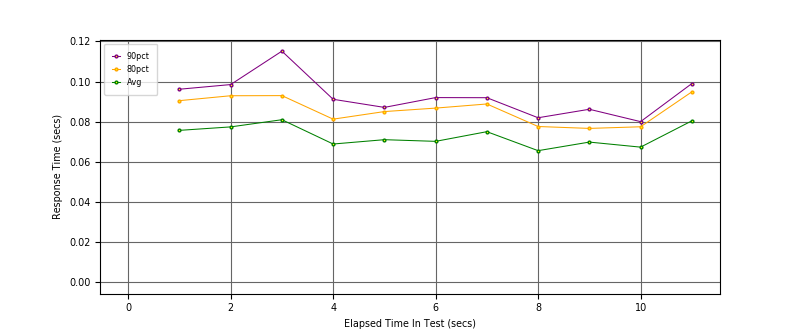 0.12
0.10
0.08
0.06
0.04
0.02
0.00
Response Time (secs)
90pct
80pct
Avg
0 2 4 6 8 10
Elapsed Time In Test (secs)